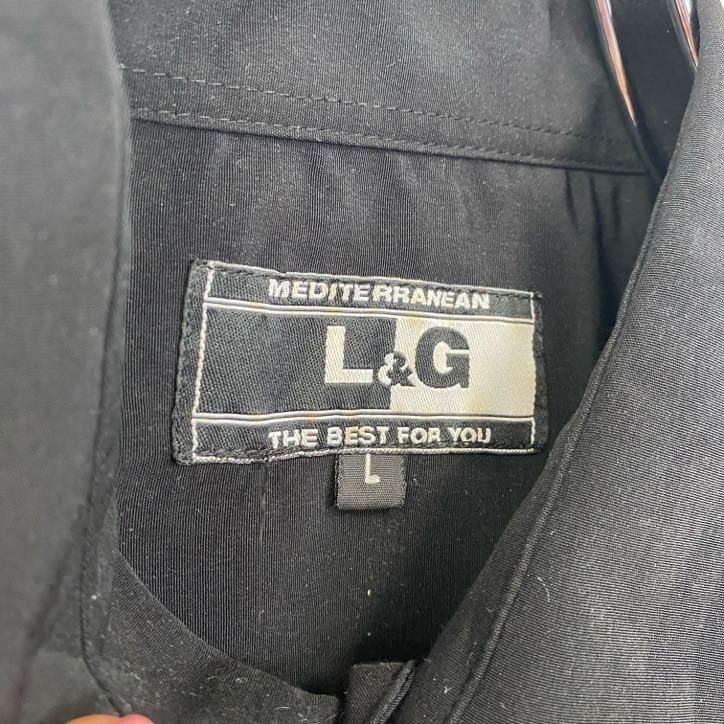 MEDITERRANEAN
L&G
THE BEST FOR YOU
L